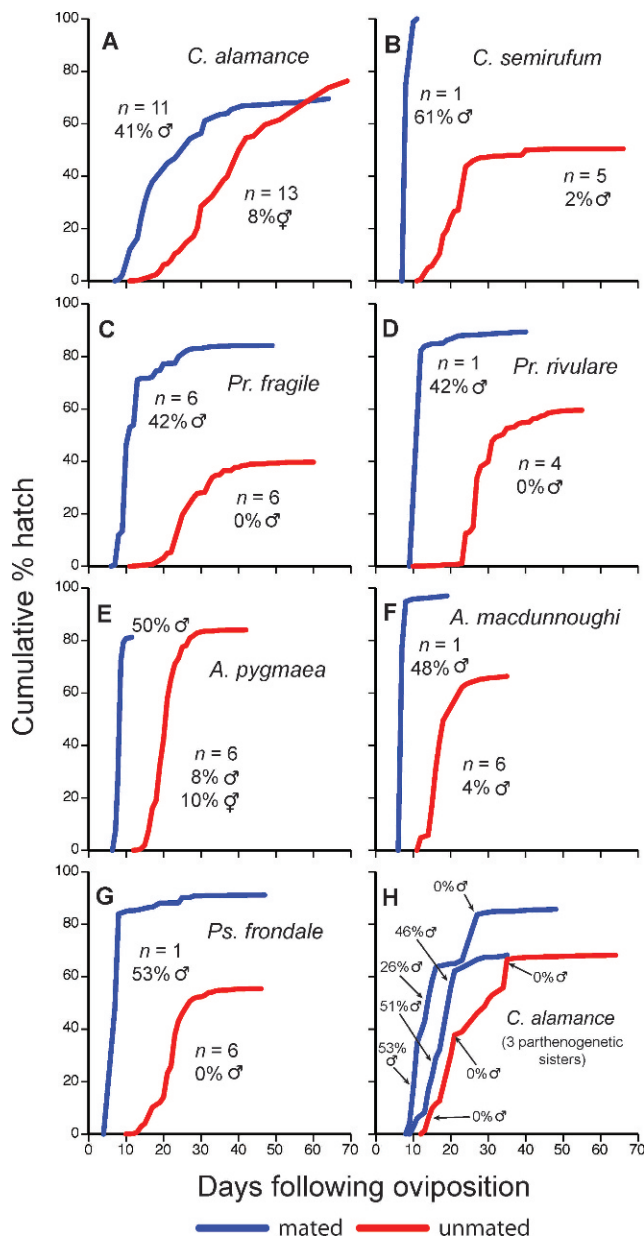 Cumulative % hatch
100
80
60
40
20
0
A
C. alamance
n = 11
41% ♂
n = 13
8% ⚥
B
C. semirufum
n = 1
61% ♂
n = 5
2% ♂
100
80
60
40
20
0
C
Pr. fragile
n = 6
42% ♂
n = 6
0% ♂
D
Pr. rivulare
n = 1
42% ♂
n = 4
0% ♂
100
80
60
40
20
0
E
50% ♂
A. pygmaea
n = 6
8% ♂
10% ⚥
F
A. macdunnoughi
n = 1
48% ♂
n = 6
4% ♂
100
80
60
40
20
0
G
Ps. frondale
n = 1
53% ♂
n = 6
0% ♂
H
0% ♂
46% ♂
26% ♂
0% ♂
51% ♂
C. alamance
(3 parthenogenetic
sisters)
53%
♂
0% ♂
0% ♂
0 10 20 30 40 50 60 70
0 10 20 30 40 50 60 70
Days following oviposition
mated unmated